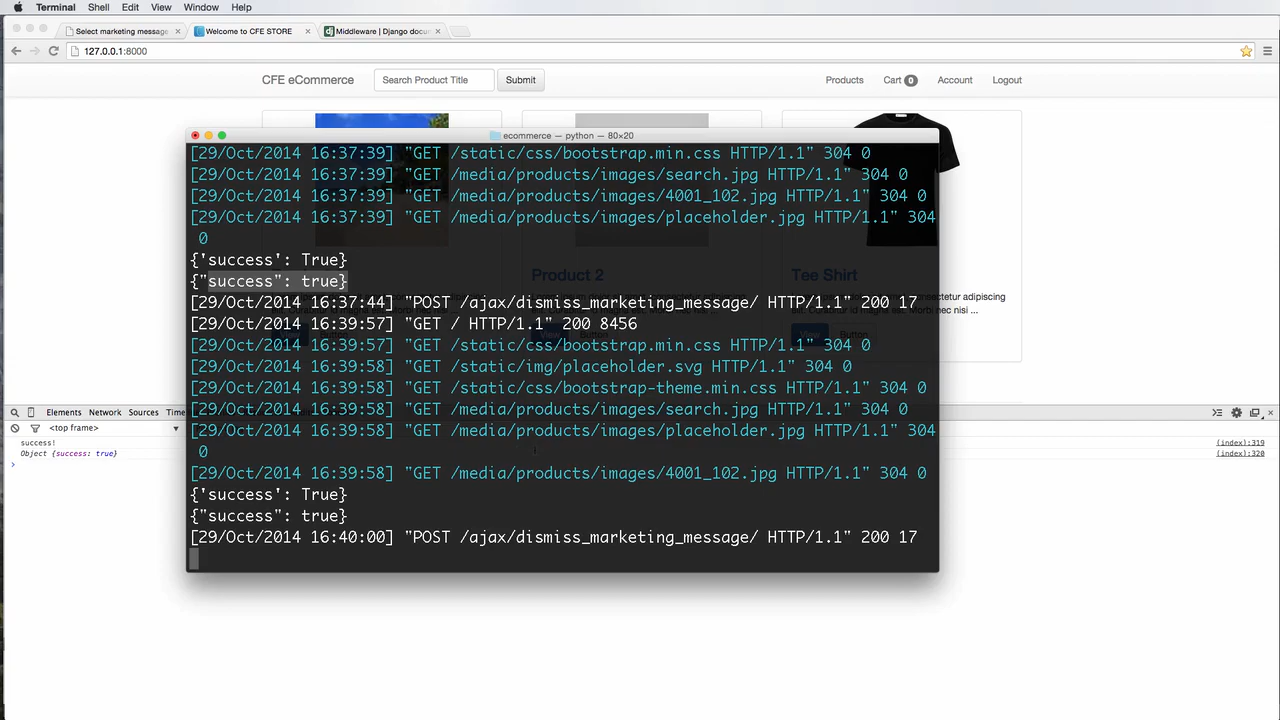 Terminal Shell Edit View Window Help
Select marketing message
Welcome to CFE STORE
Middleware | Django docu
127.0.0.1:8000
CFE eCommerce Search Product Title Submit Products Cart 0 Account Logout
ecommerce — python — 80×20
[29/Oct/2014 16:37:39] "GET /static/css/bootstrap.min.css HTTP/1.1" 304 0
[29/Oct/2014 16:37:39] "GET /media/products/images/search.jpg HTTP/1.1" 304 0
[29/Oct/2014 16:37:39] "GET /media/products/images/4001_102.jpg HTTP/1.1" 304 0
[29/Oct/2014 16:37:39] "GET /media/products/images/placeholder.jpg HTTP/1.1" 304
0
{'success': True}
{"success": true}
[29/Oct/2014 16:37:44] "POST /ajax/dismiss_marketing_message/ HTTP/1.1" 200 17
[29/Oct/2014 16:39:57] "GET / HTTP/1.1" 200 8456
[29/Oct/2014 16:39:57] "GET /static/css/bootstrap.min.css HTTP/1.1" 304 0
[29/Oct/2014 16:39:58] "GET /static/img/placeholder.svg HTTP/1.1" 304 0
[29/Oct/2014 16:39:58] "GET /static/css/bootstrap-theme.min.css HTTP/1.1" 304 0
[29/Oct/2014 16:39:58] "GET /media/products/images/search.jpg HTTP/1.1" 304 0
[29/Oct/2014 16:39:58] "GET /media/products/images/placeholder.jpg HTTP/1.1" 304
0
[29/Oct/2014 16:39:58] "GET /media/products/images/4001_102.jpg HTTP/1.1" 304 0
{'success': True}
{"success": true}
[29/Oct/2014 16:40:00] "POST /ajax/dismiss_marketing_message/ HTTP/1.1" 200 17
Product 2
Tee Shirt
consectetur adipiscing
View Button
Elements Network Sources Time
<top frame>
success! (index):319
Object {success: true} (index):320